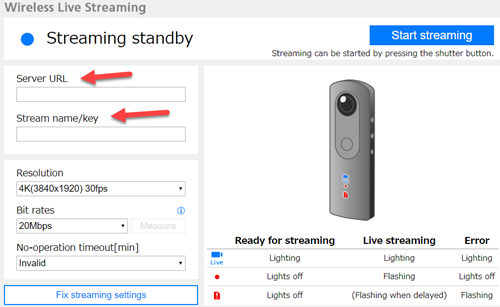 Wireless Live Streaming
Streaming standby
Start streaming
Streaming can be started by pressing the shutter button.
Server URL
Stream name/key
Resolution
4K(3840x1920) 30fps
Bit rates
20Mbps
Measure
No-operation timeout[min]
Invalid
Fix streaming settings
Ready for streaming Live streaming Error
Live Lighting Lighting Lighting
Lights off Flashing Lights off
Lights off (Flashing when delayed) Flashing